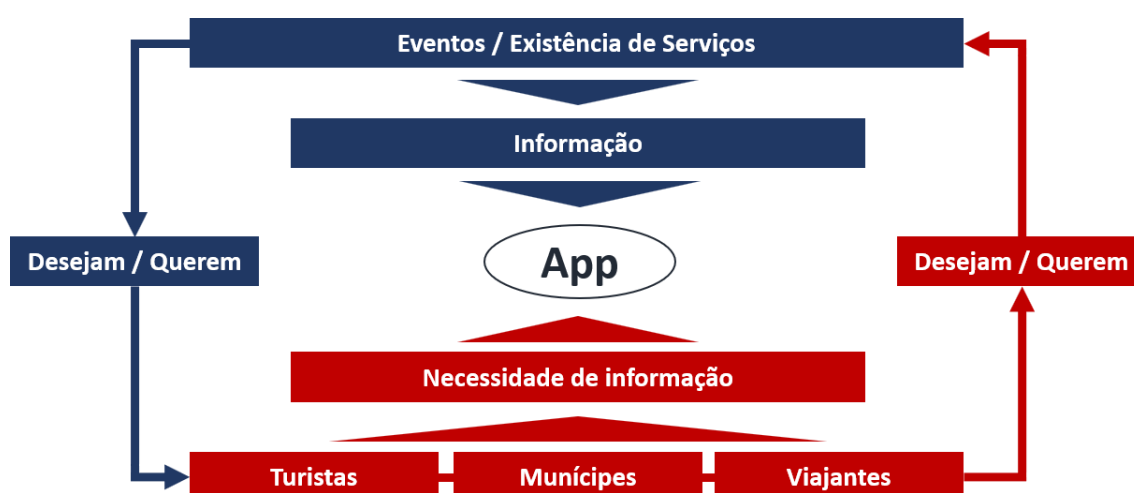 Eventos / Existência de Serviços
Informação
Desejam / Querem
App
Desejam / Querem
Necessidade de informação
Turistas
Munícipes
Viajantes